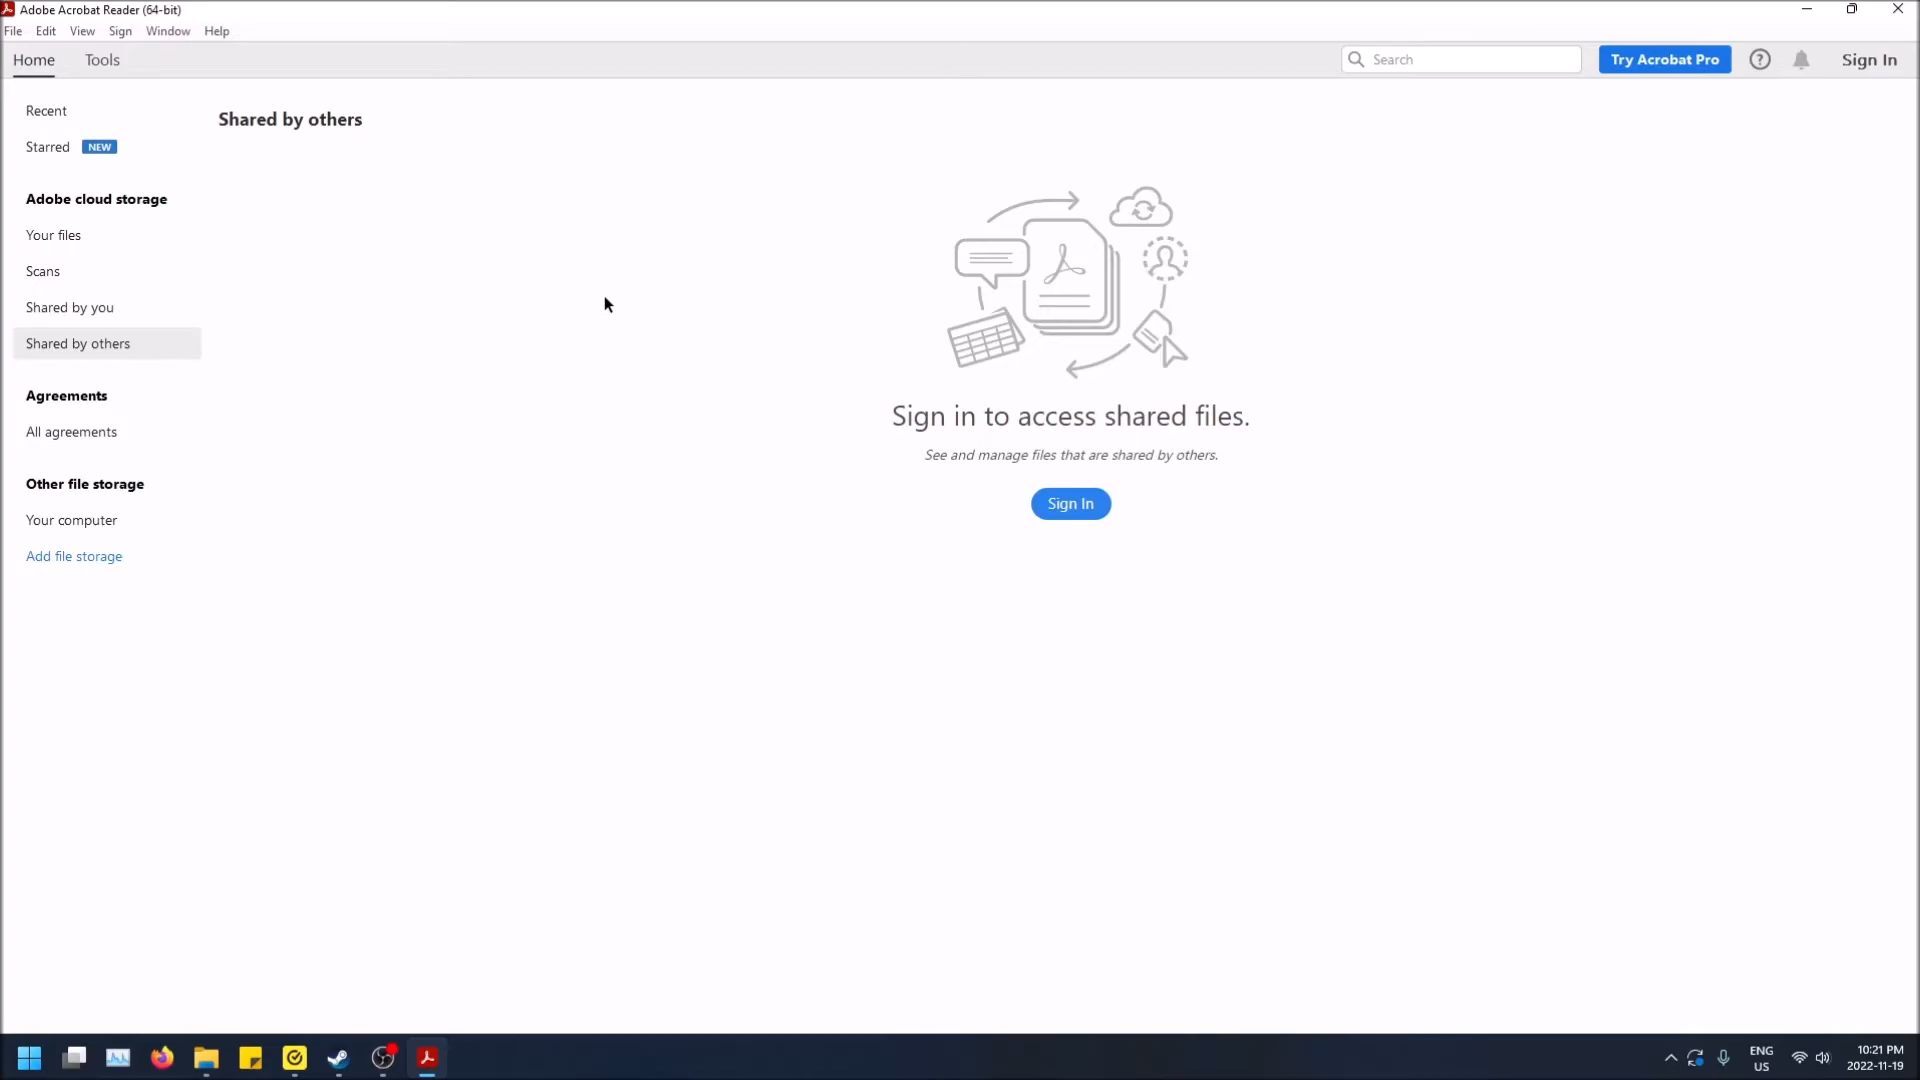 Adobe Acrobat Reader (64-bit)
File Edit View Sign Window Help
Home Tools Search Try Acrobat Pro Sign In
Recent
Starred NEW
Adobe cloud storage
Your files
Scans
Shared by you
Shared by others
Agreements
All agreements
Other file storage
Your computer
Add file storage
Shared by others
Sign in to access shared files.
See and manage files that are shared by others.
Sign In
ENG
US
10:21 PM
2022-11-19